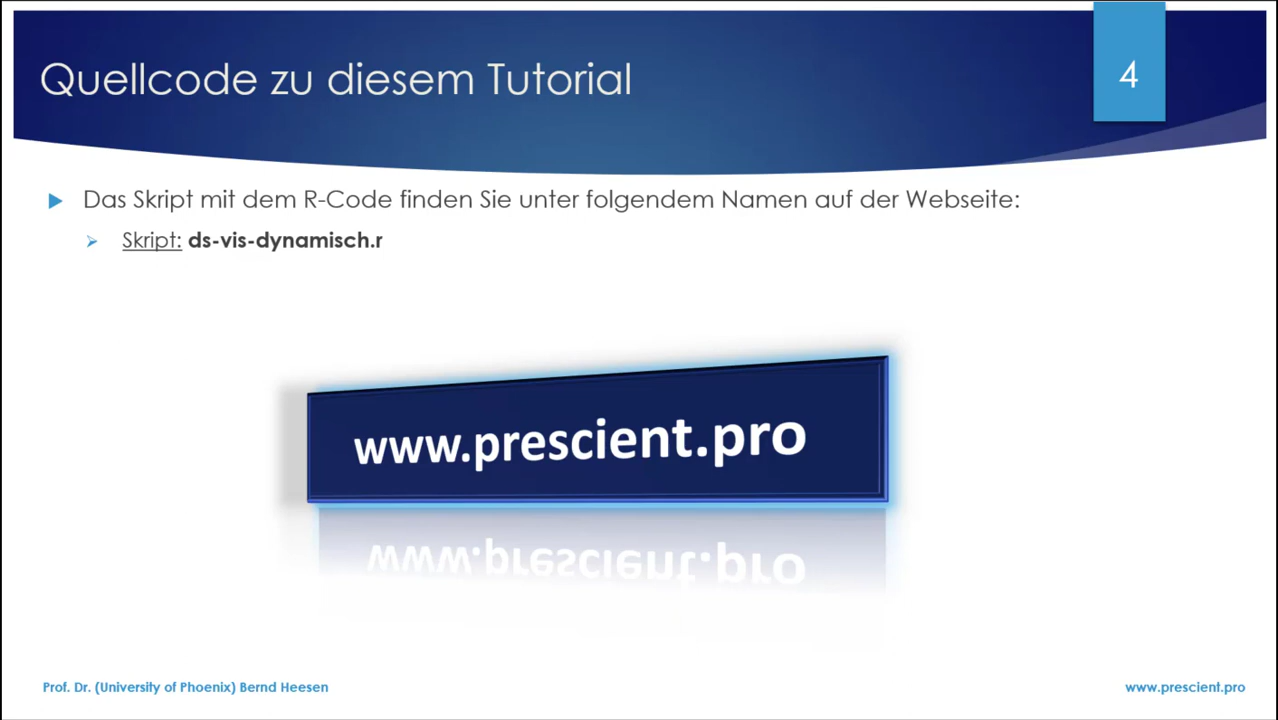 Quellcode zu diesem Tutorial
4
Das Skript mit dem R-Code finden Sie unter folgendem Namen auf der Webseite:
Skript: ds-vis-dynamisch.r
www.prescient.pro
www.prescient.pro
Prof. Dr. (University of Phoenix) Bernd Heesen
www.prescient.pro